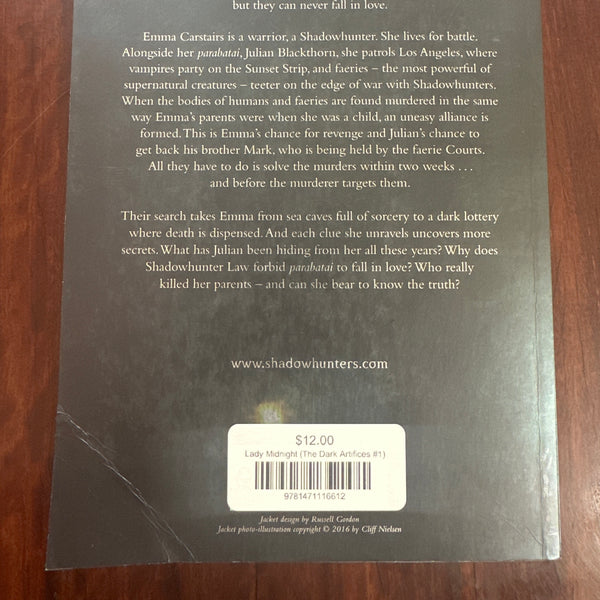 but they can never fall in love.
Emma Carstairs is a warrior, a Shadowhunter. She lives for battle.
Alongside her parabatai, Julian Blackthorn, she patrols Los Angeles, where
vampires party on the Sunset Strip, and faeries – the most powerful of
supernatural creatures – teeter on the edge of war with Shadowhunters.
When the bodies of humans and faeries are found murdered in the same
way Emma's parents were when she was a child, an uneasy alliance is
formed. This is Emma's chance for revenge and Julian's chance to
get back his brother Mark, who is being held by the faerie Courts.
All they have to do is solve the murders within two weeks . . .
and before the murderer targets them.
Their search takes Emma from sea caves full of sorcery to a dark lottery
where death is dispensed. And each clue she unravels uncovers more
secrets. What has Julian been hiding from her all these years? Why does
Shadowhunter Law forbid parabatai to fall in love? Who really
killed her parents – and can she bear to know the truth?
www.shadowhunters.com
$12.00
Lady Midnight (The Dark Artifices #1)
9781471116612
Jacket design by Russell Gordon
Jacket photo-illustration copyright © 2016 by Cliff Nielsen